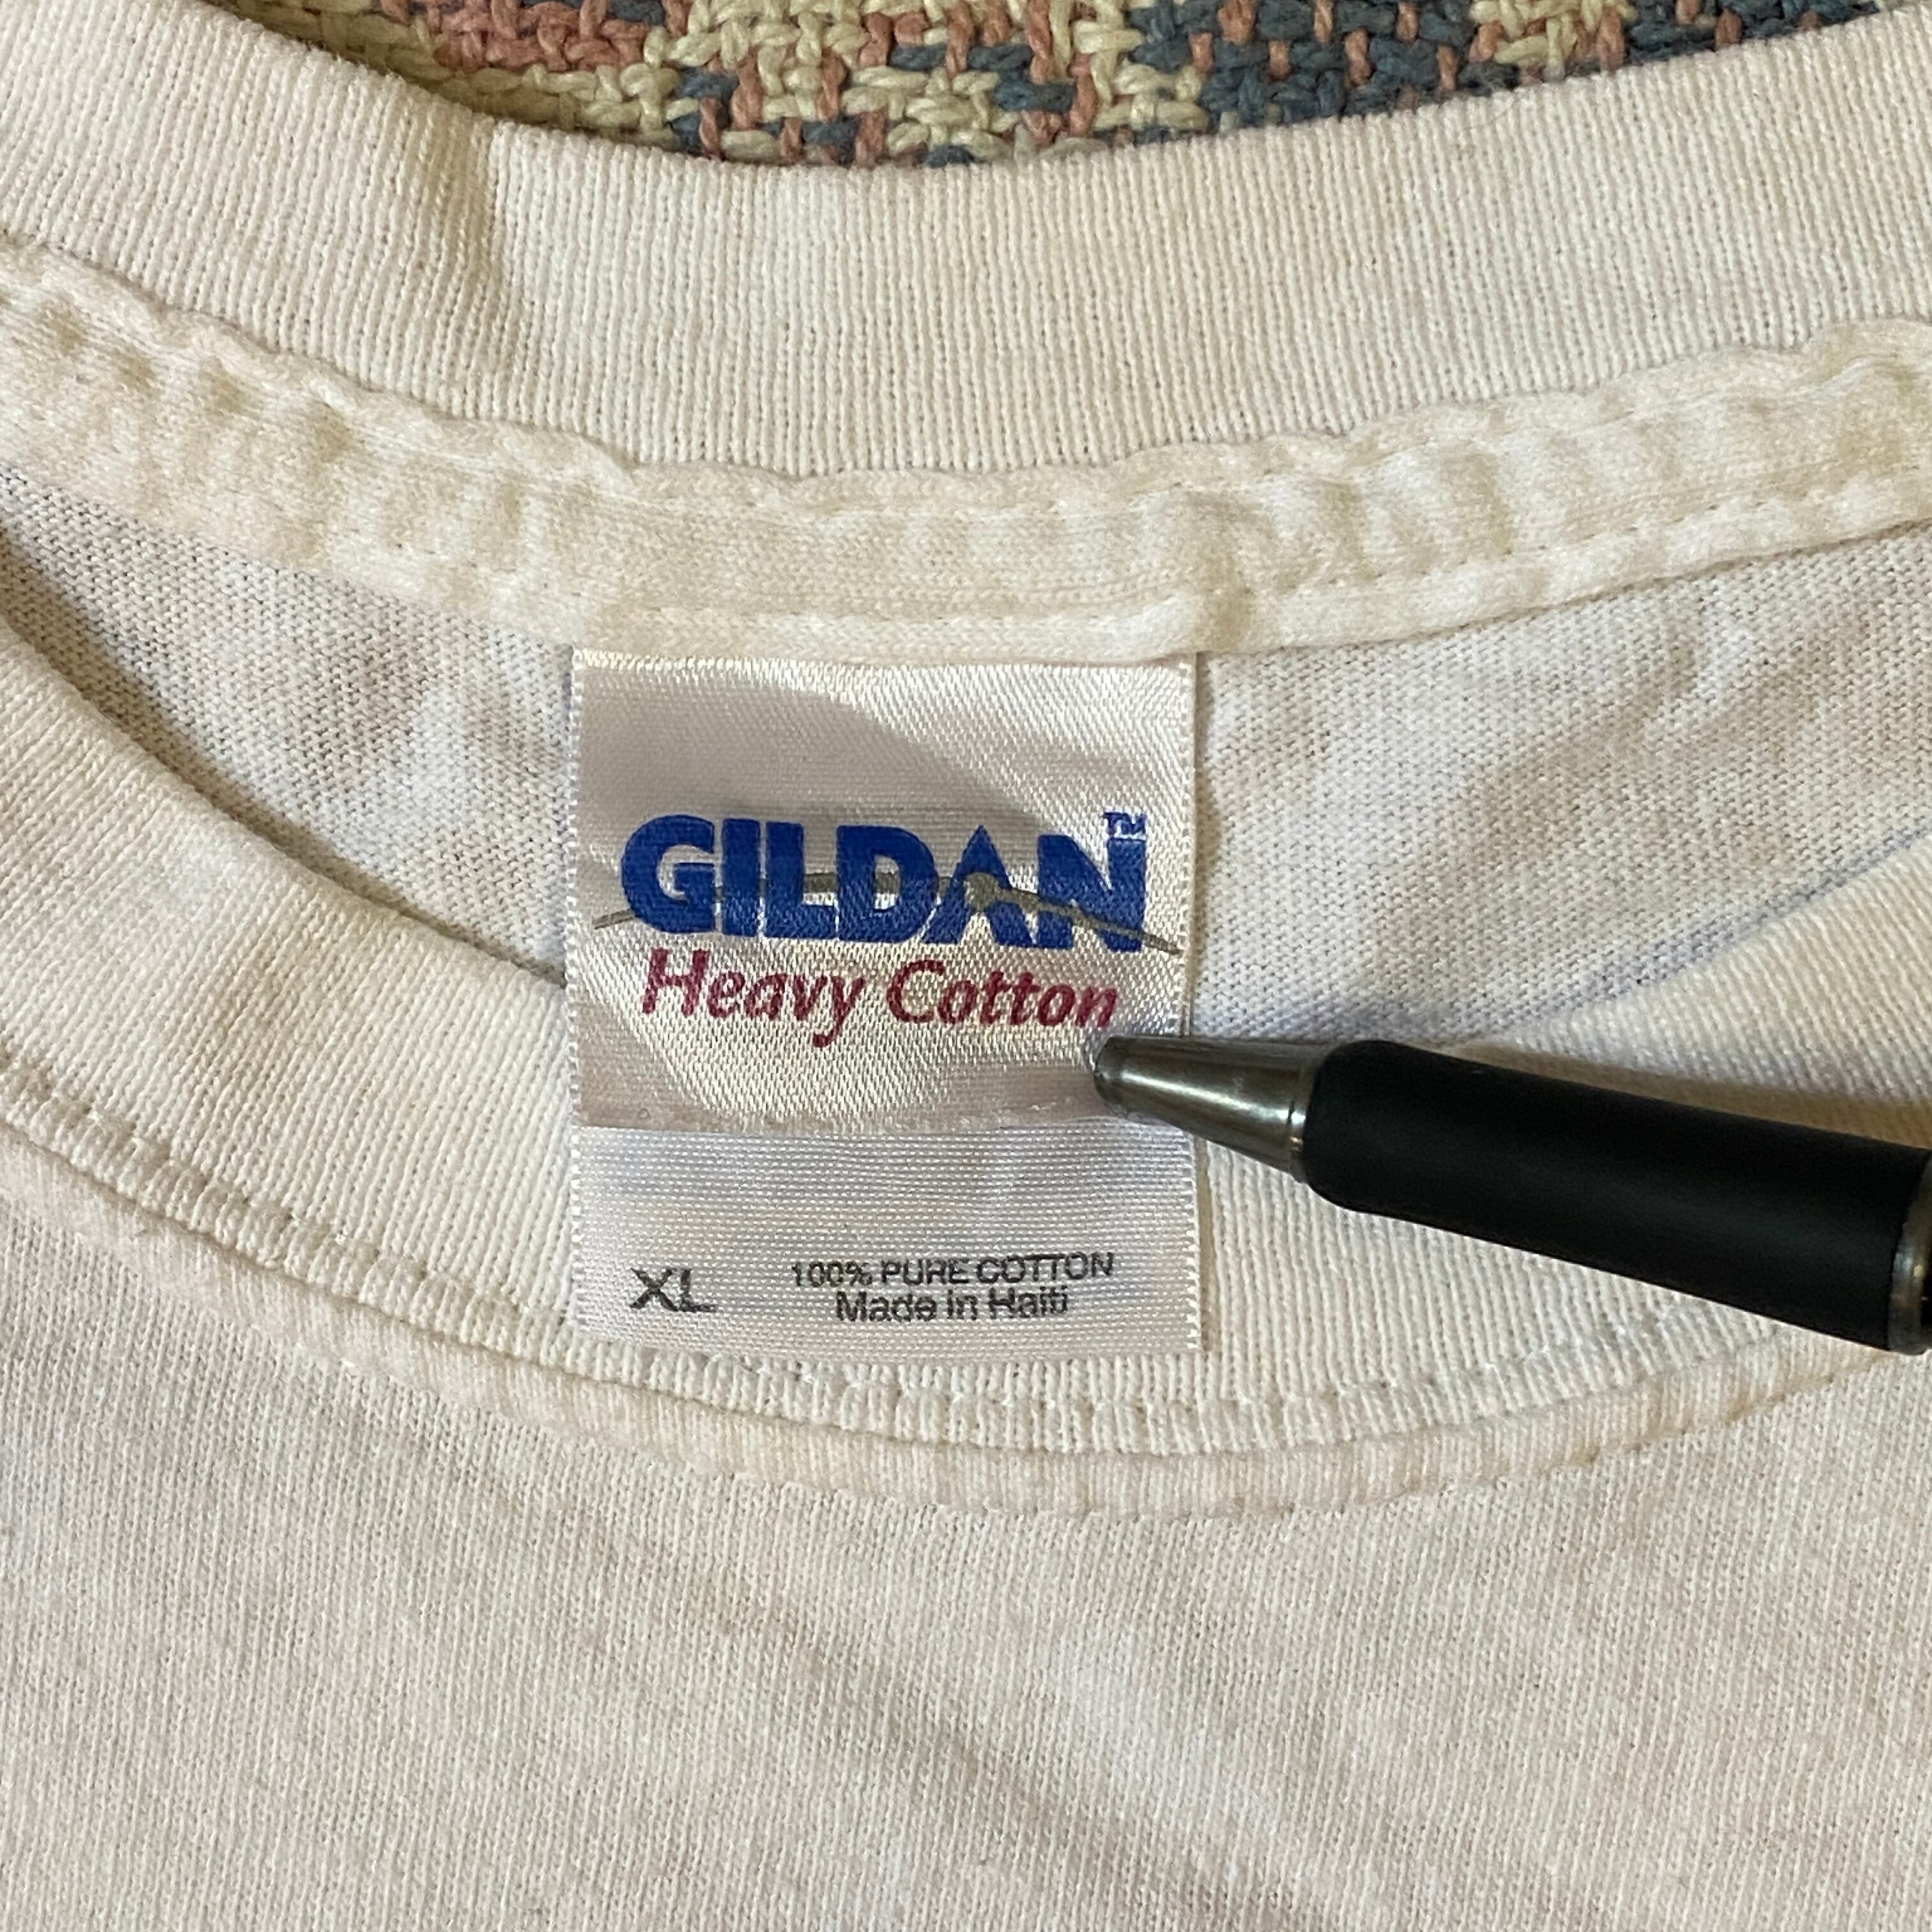 GILDAN™
Heavy Cotton
XL
100% PURE COTTON
Made in Haiti